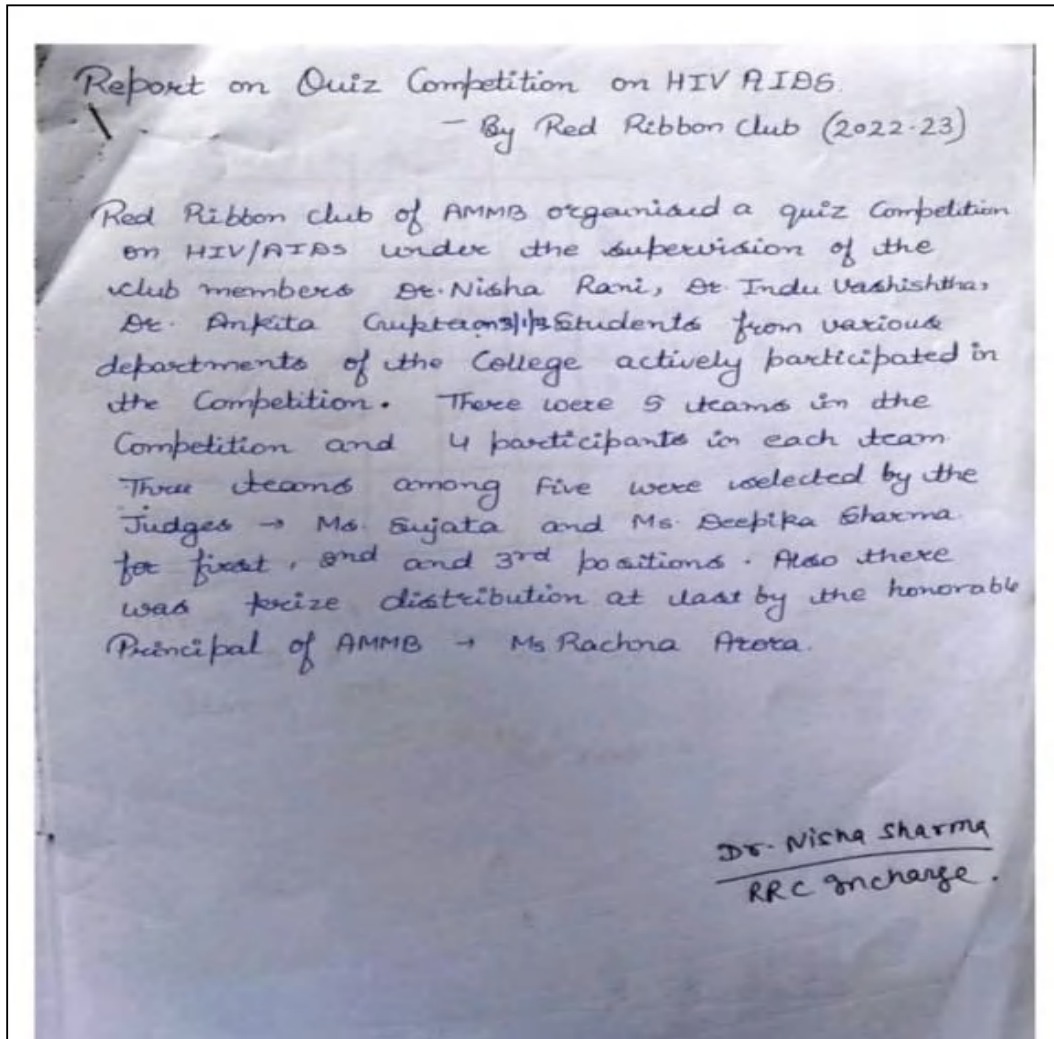 Report on Quiz Competition on HIV AIDS.
- By Red Ribbon Club (2022-23)
Red Ribbon club of AMMB organised a quiz Competition
on HIV/AIDS under the supervision of the
club members Dr. Nisha Rani, Dr. Indu Vashishtha,
Dr. Ankita Gupta on Students from various
departments of the College actively participated in
the Competition. There were 5 teams in the
Competition and 4 participants in each team.
Three teams among five were selected by the
Judges → Ms. Sujata and Ms. Deepika Sharma.
for first, 2nd and 3rd positions. Also there
was prize distribution at last by the honorable
Principal of AMMB → Ms Rachna Arora.
Dr. Nisha Sharma
RRC Incharge.